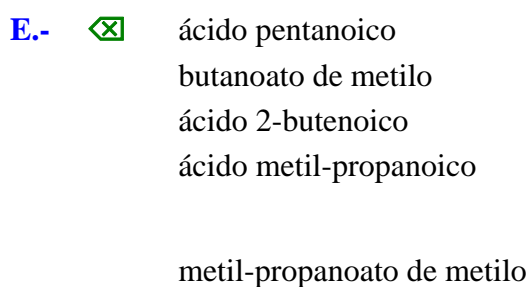 E.- ⌫ ácido pentanoico
butanoato de metilo
ácido 2-butenoico
ácido metil-propanoico
metil-propanoato de metilo